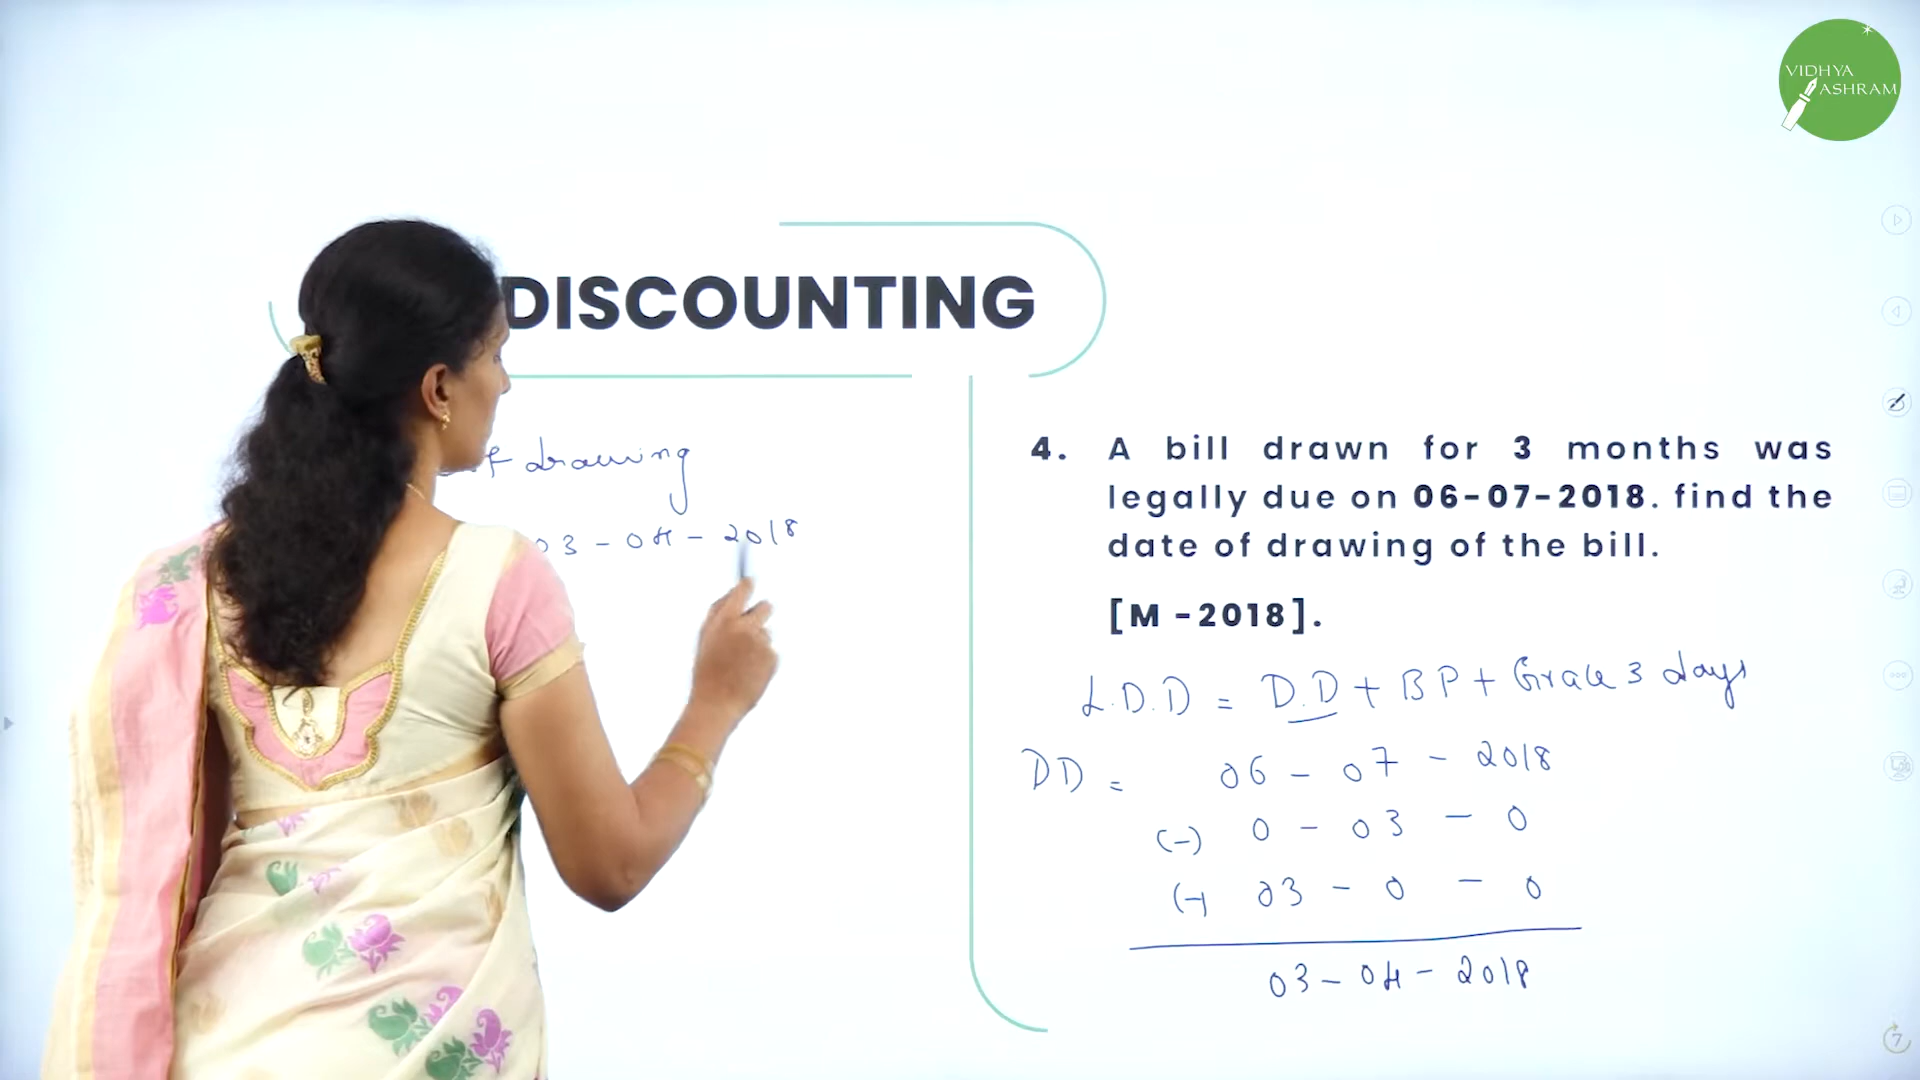 VIDHYA
ASHRAM
DISCOUNTING
f drawing
03 - 04 - 2018
4. A bill drawn for 3 months was
legally due on 06-07-2018. find the
date of drawing of the bill.
[M -2018].
L.D.D = D.D + BP + Grace 3 days
DD = 06 - 07 - 2018
(-) 0 - 03 - 0
(-) 03 - 0 - 0
03 - 04 - 2018
7